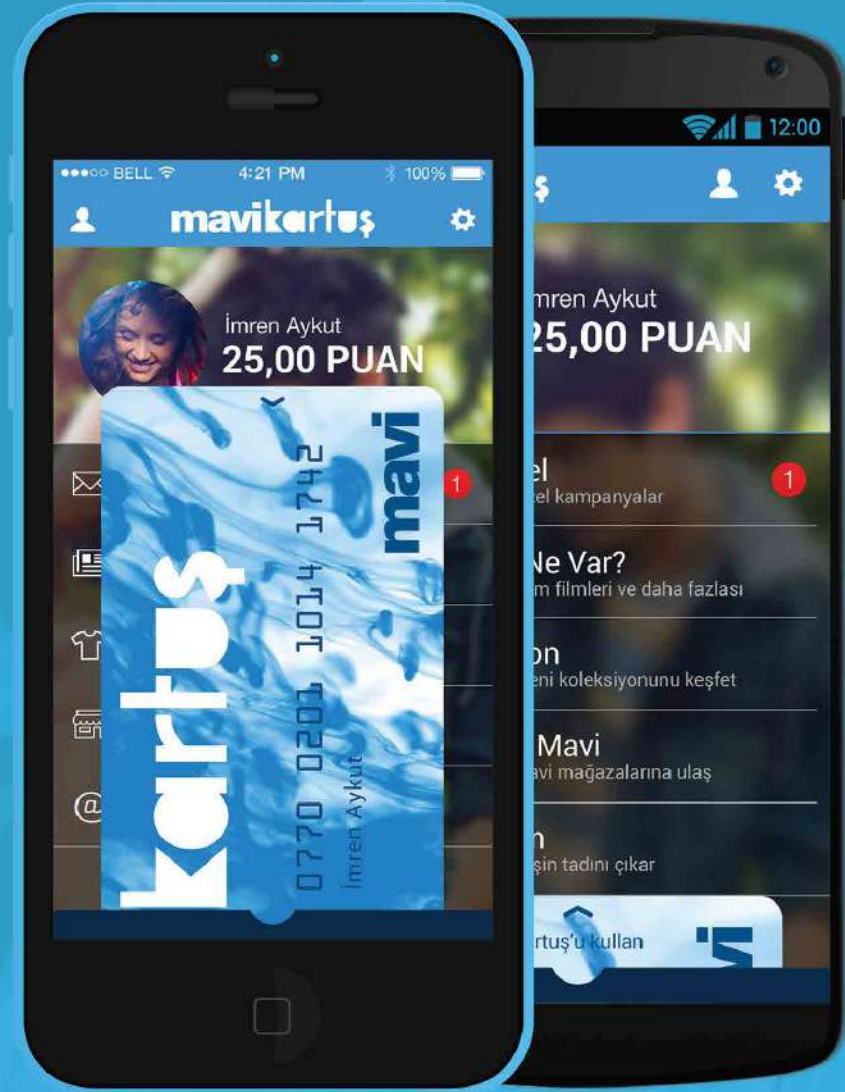 BELL
4:21 PM
100%
mavikartuş
İmren Aykut
25,00 PUAN
1
kartuş
mavi
0770 0201 1014 1742
İmren Aykut
12:00
ş
mren Aykut
25,00 PUAN
el
zel kampanyalar
1
Ne Var?
m filmleri ve daha fazlası
on
eni koleksiyonunu keşfet
Mavi
avi mağazalarına ulaş
n
şin tadını çıkar
rtuş'u kullan